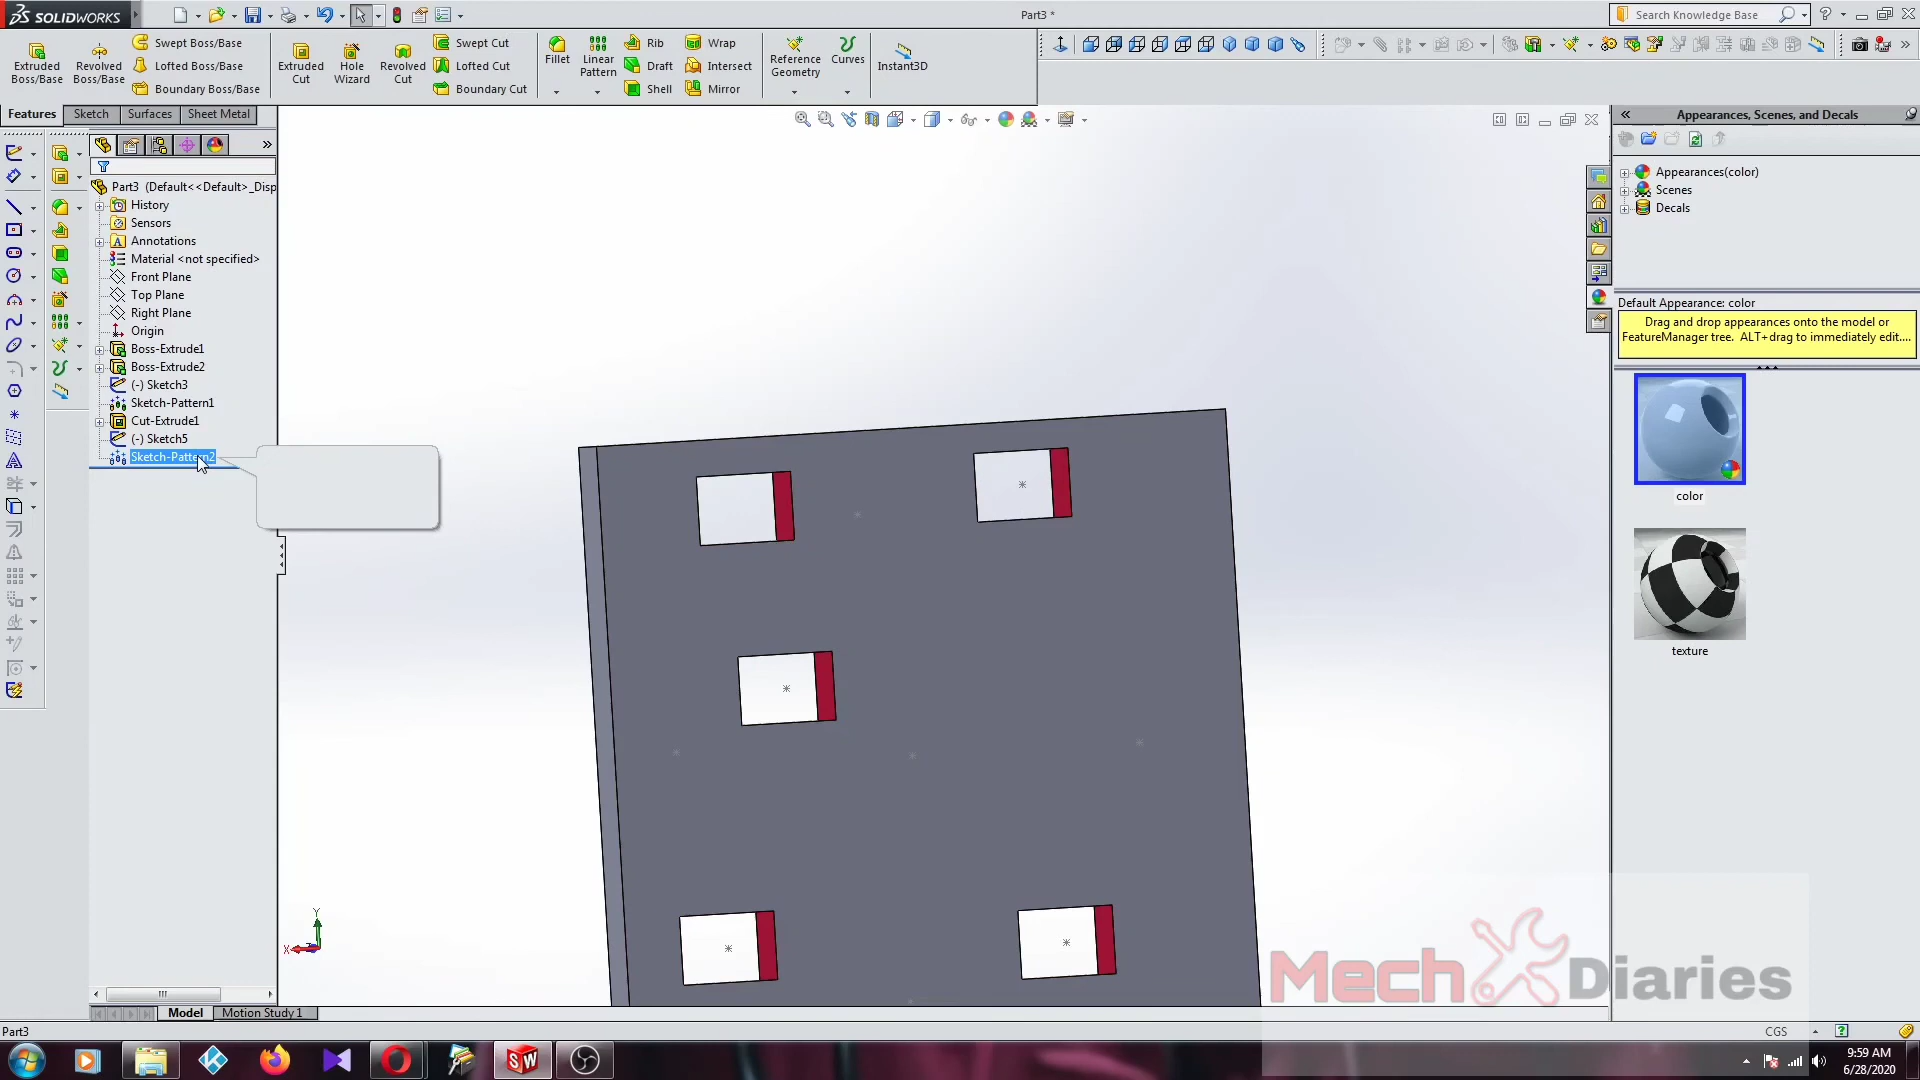 SOLIDWORKS
Part3 *
Search Knowledge Base
Extruded Boss/Base
Revolved Boss/Base
Swept Boss/Base
Lofted Boss/Base
Boundary Boss/Base
Extruded Cut
Hole Wizard
Revolved Cut
Swept Cut
Lofted Cut
Boundary Cut
Fillet
Linear Pattern
Rib
Draft
Shell
Wrap
Intersect
Mirror
Reference Geometry
Curves
Instant3D
Features
Sketch
Surfaces
Sheet Metal
Part3 (Default<<Default>_Disp
History
Sensors
Annotations
Material <not specified>
Front Plane
Top Plane
Right Plane
Origin
Boss-Extrude1
Boss-Extrude2
(-) Sketch3
Sketch-Pattern1
Cut-Extrude1
(-) Sketch5
Sketch-Pattern2
Y
X
Appearances, Scenes, and Decals
Appearances(color)
Scenes
Decals
Default Appearance: color
Drag and drop appearances onto the model or
FeatureManager tree. ALT+drag to immediately edit....
color
texture
Mech Diaries
Model
Motion Study 1
Part3
CGS
SW
9:59 AM
6/28/2020